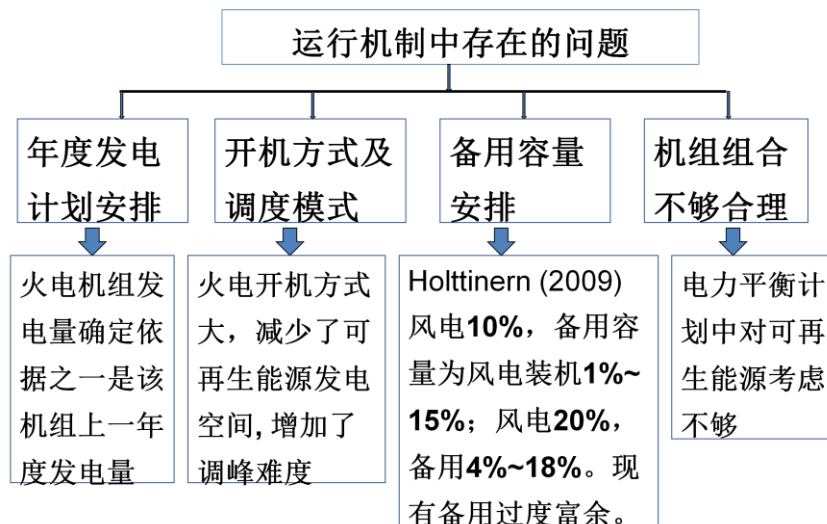 运行机制中存在的问题
年度发电
计划安排
开机方式及
调度模式
备用容量
安排
机组组合
不够合理
火电机组发
电量确定依
据之一是该
机组上一年
度发电量
火电开机方式
大，减少了可
再生能源发电
空间, 增加了
调峰难度
Holttinern (2009)
风电10%，备用容
量为风电装机1%~
15%；风电20%，
备用4%~18%。现
有备用过度富余。
电力平衡计
划中对可再
生能源考虑
不够